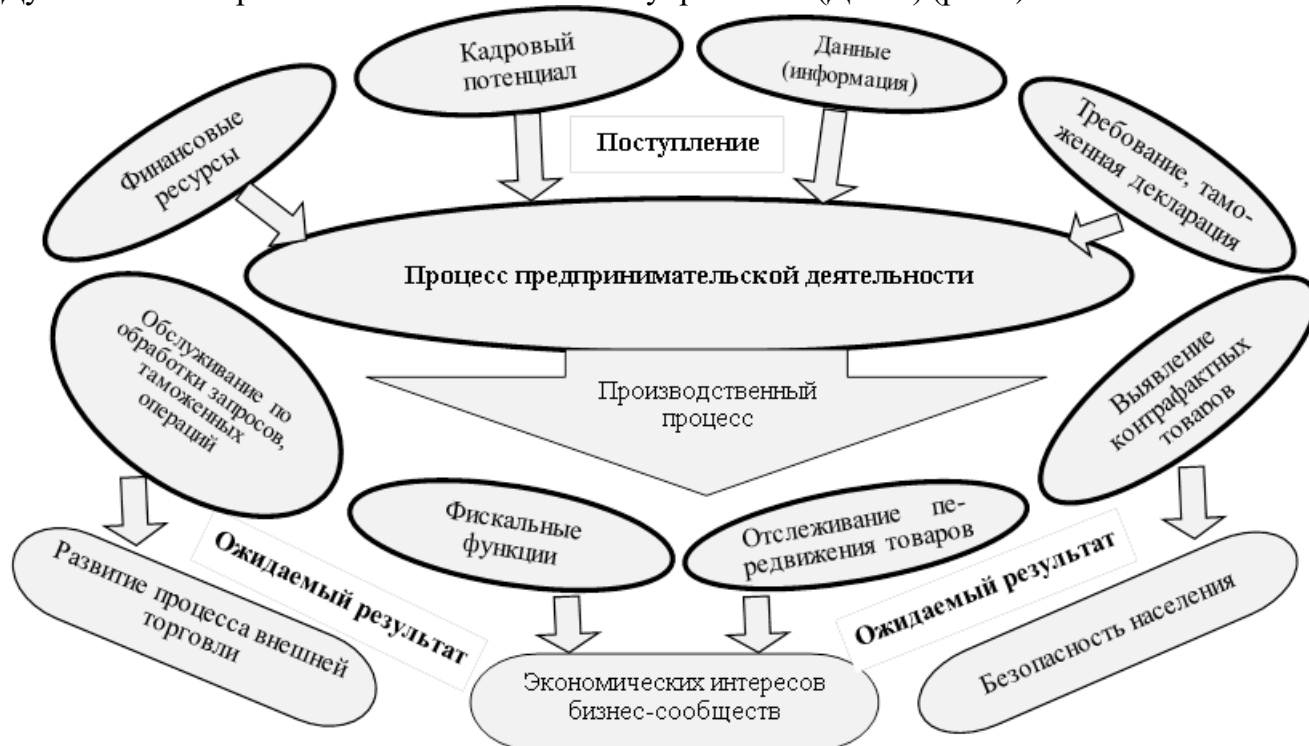 Кадровый
потенциал
Данные
(информация)
Финансовые
ресурсы
Поступление
Требование, тамо-
женная декларация
Процесс предпринимательской деятельности
Обслуживание по
обработки запросов,
таможенных
операций
Производственный
процесс
Выявление
контрафактных
товаров
Фискальные
функции
Отслеживание пе-
редвижения товаров
Ожидаемый результат
Ожидаемый результат
Развитие процесса внешней
торговли
Экономических интересов
бизнес-сообществ
Безопасность населения